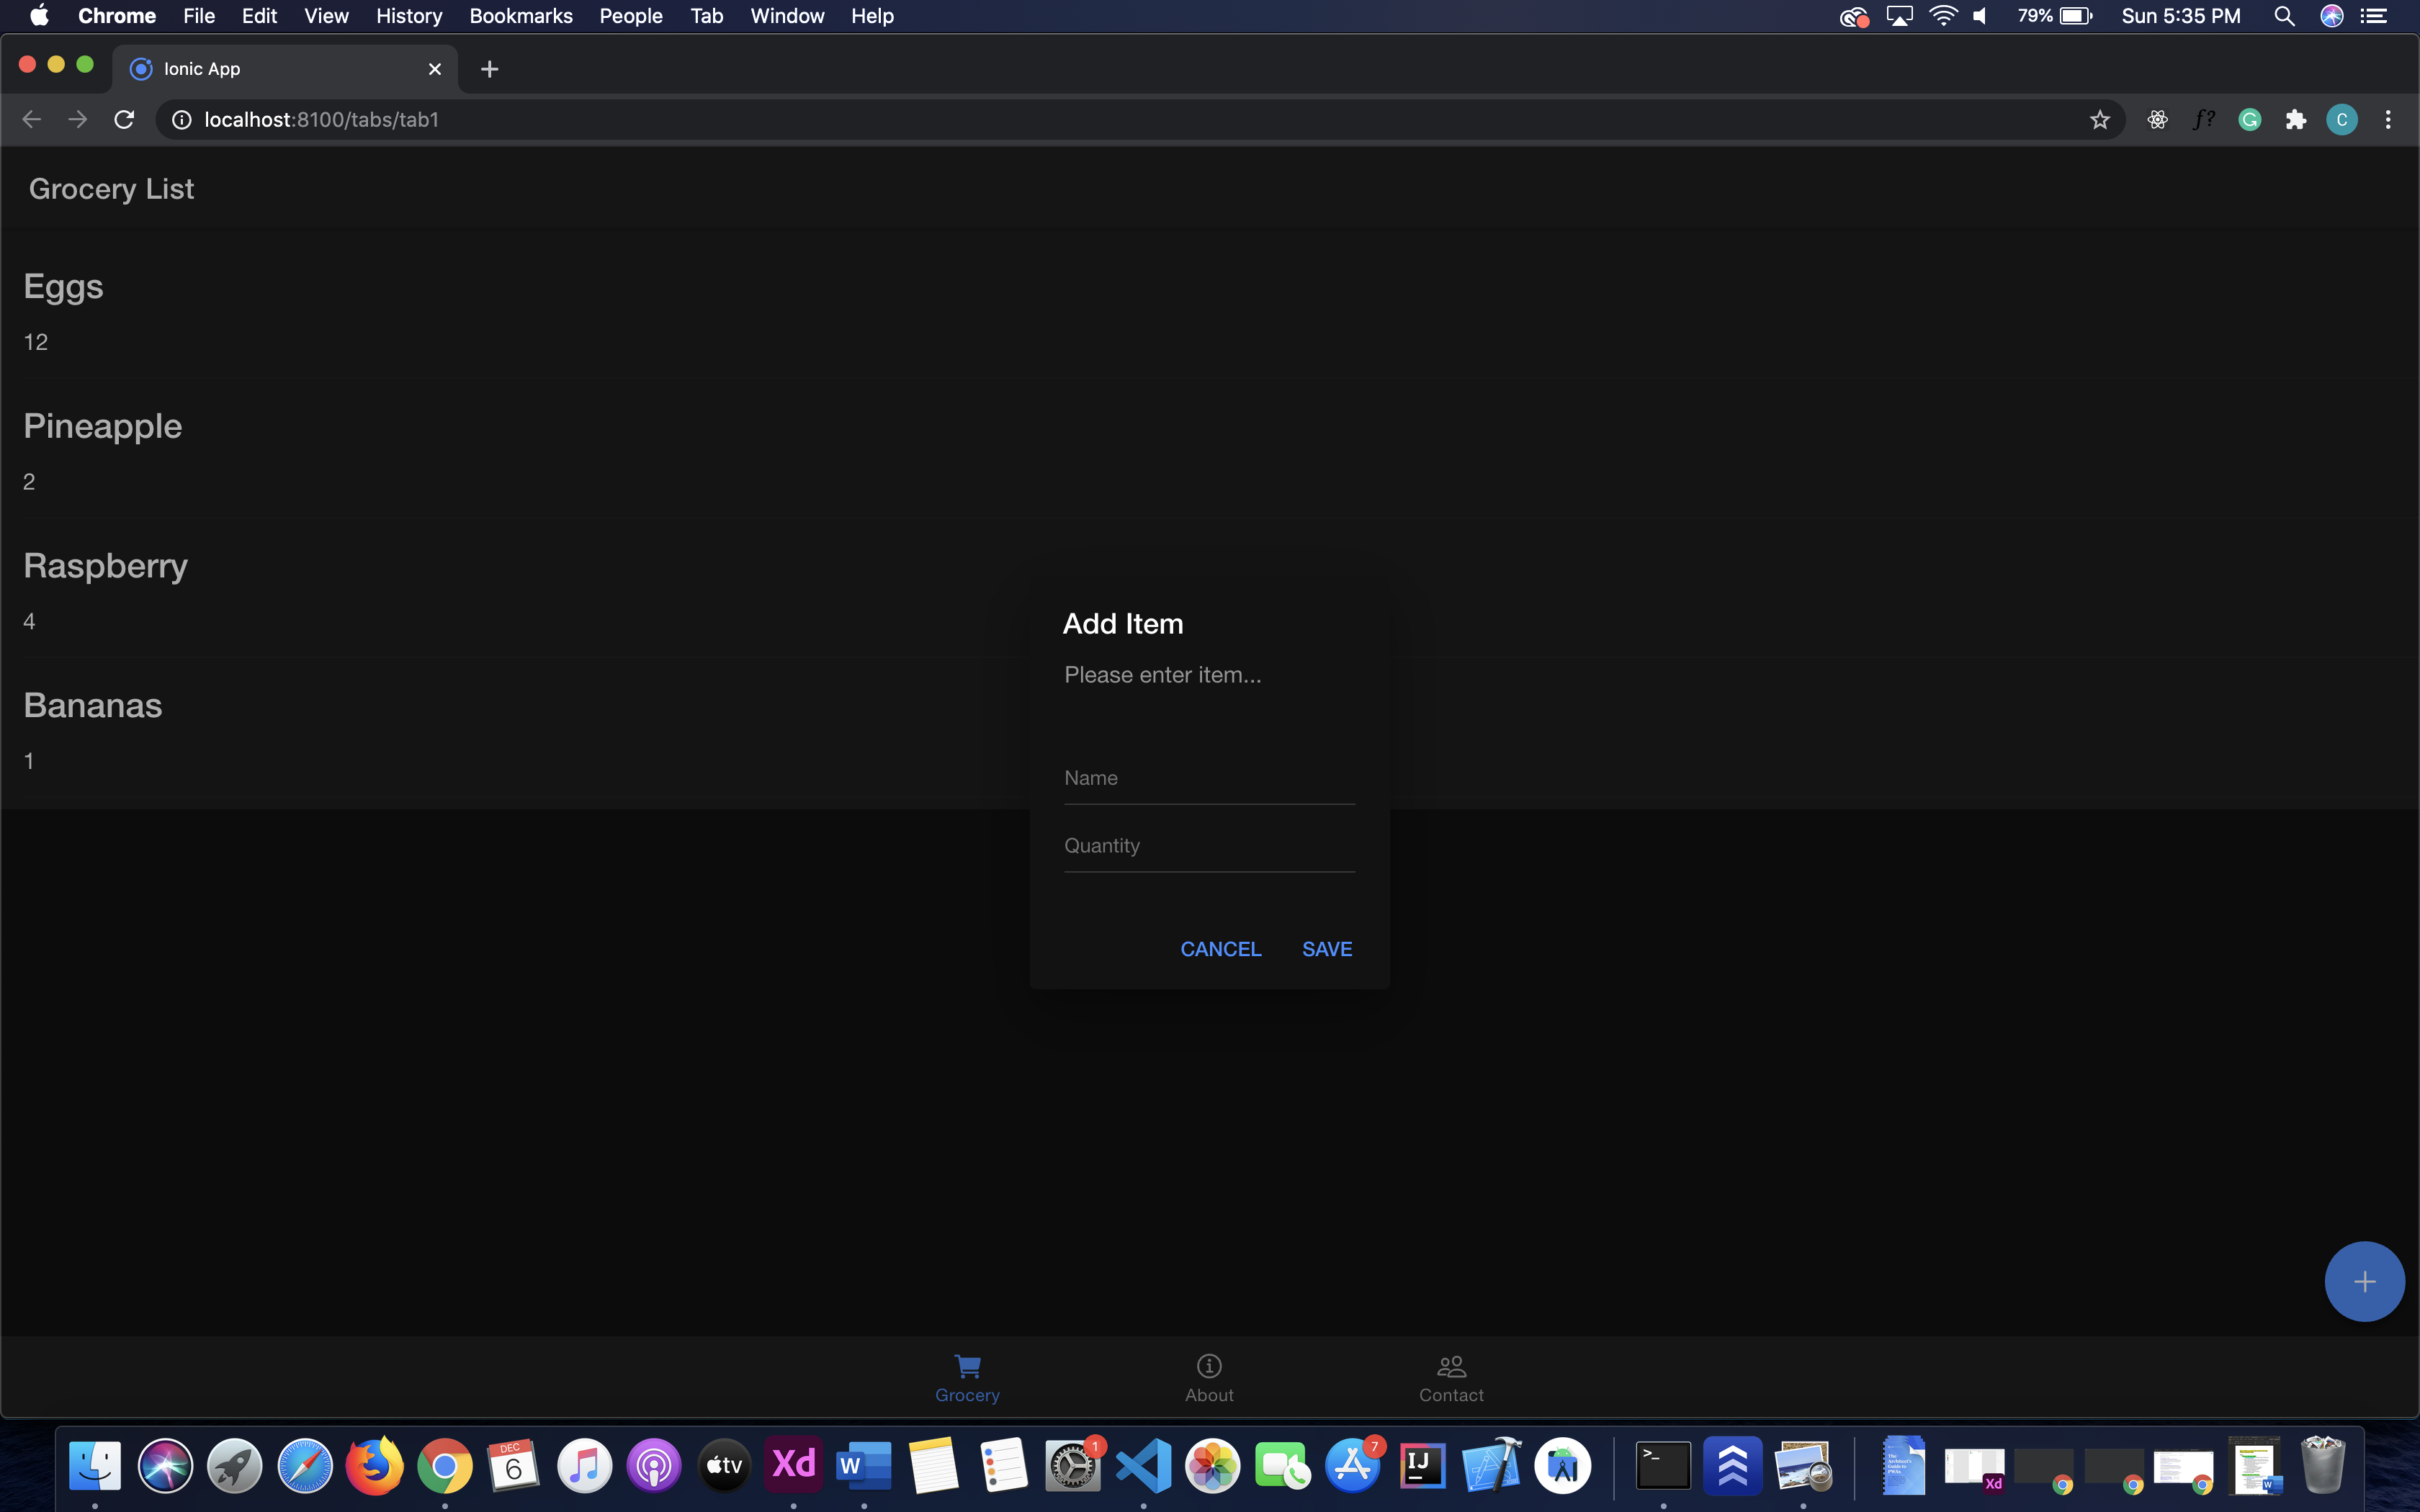 Chrome File Edit View History Bookmarks People Tab Window Help 79% Sun 5:35 PM
Ionic App
localhost:8100/tabs/tab1
f?
G
C
Grocery List
Eggs
12
Pineapple
2
Raspberry
4
Bananas
1
Add Item
Please enter item...
Name
Quantity
CANCEL SAVE
Grocery About Contact
DEC
6
tv
Xd
W
1
7
IJ
>_
Xd
W